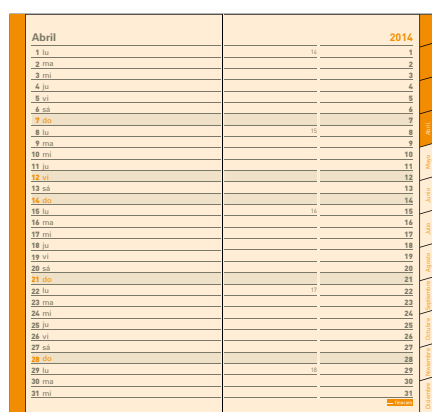 Abril 2014
1 lu 14 1
2 ma 2
3 mi 3
4 ju 4
5 vi 5
6 sá 6
7 do 7
8 lu 15 8
9 ma 9
10 mi 10
11 ju 11
12 vi 12
13 sá 13
14 do 14
15 lu 16 15
16 ma 16
17 mi 17
18 ju 18
19 vi 19
20 sá 20
21 do 21
22 lu 17 22
23 ma 23
24 mi 24
25 ju 25
26 vi 26
27 sá 27
28 do 28
29 lu 18 29
30 ma 30
31 mi 31
Abril
Mayo
Junio
Julio
Agosto
Septiembre
Octubre
Noviembre
Diciembre